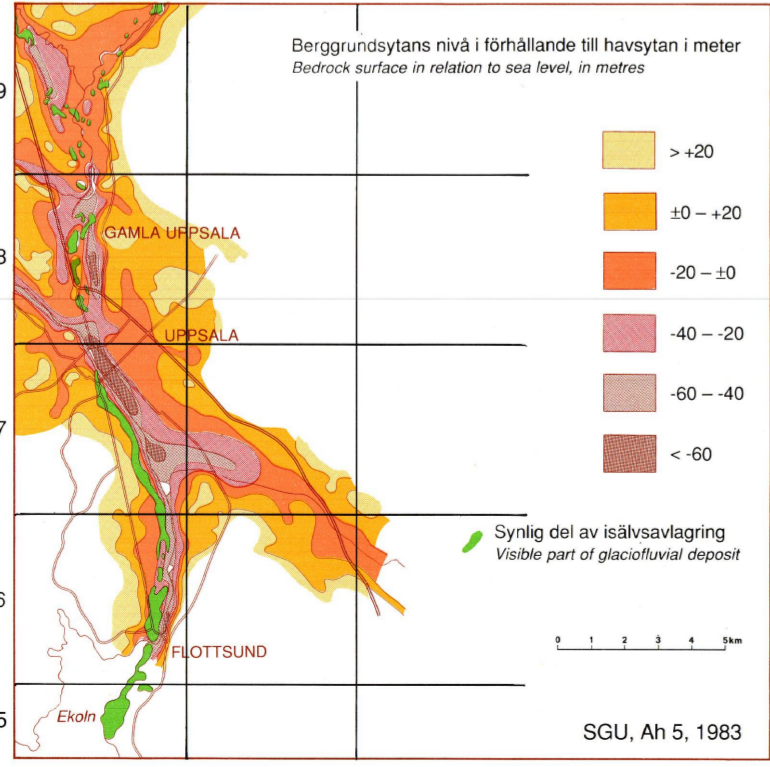 Berggrundsytans nivå i förhållande till havsytan i meter
Bedrock surface in relation to sea level, in metres
9
> +20
±0 – +20
GAMLA UPPSALA
8
-20 – ±0
UPPSALA
-40 – -20
-60 – -40
7
< -60
Synlig del av isälvsavlagring
Visible part of glaciofluvial deposit
6
0 1 2 3 4 5km
FLOTTSUND
Ekoln
5
SGU, Ah 5, 1983